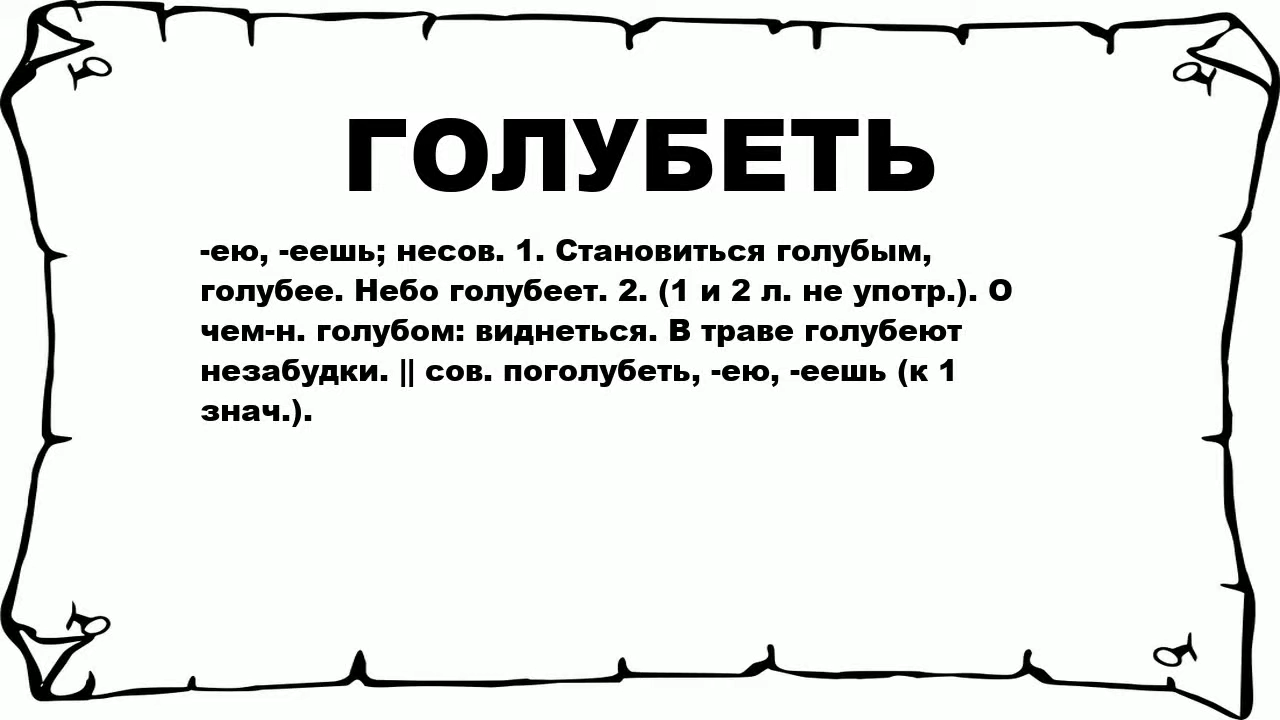 ГОЛУБЕТЬ
-ею, -еешь; несов. 1. Становиться голубым,
голубее. Небо голубеет. 2. (1 и 2 л. не употр.). О
чем-н. голубом: виднеться. В траве голубеют
незабудки. || сов. поголубеть, -ею, -еешь (к 1
знач.).